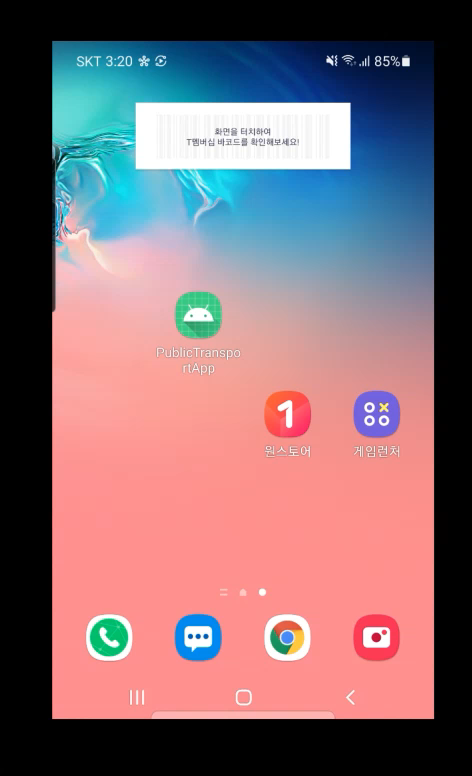 SKT 3:20 85%
화면을 터치하여
T멤버십 바코드를 확인해보세요!
PublicTranspo
rtApp
1
원스토어
게임런처